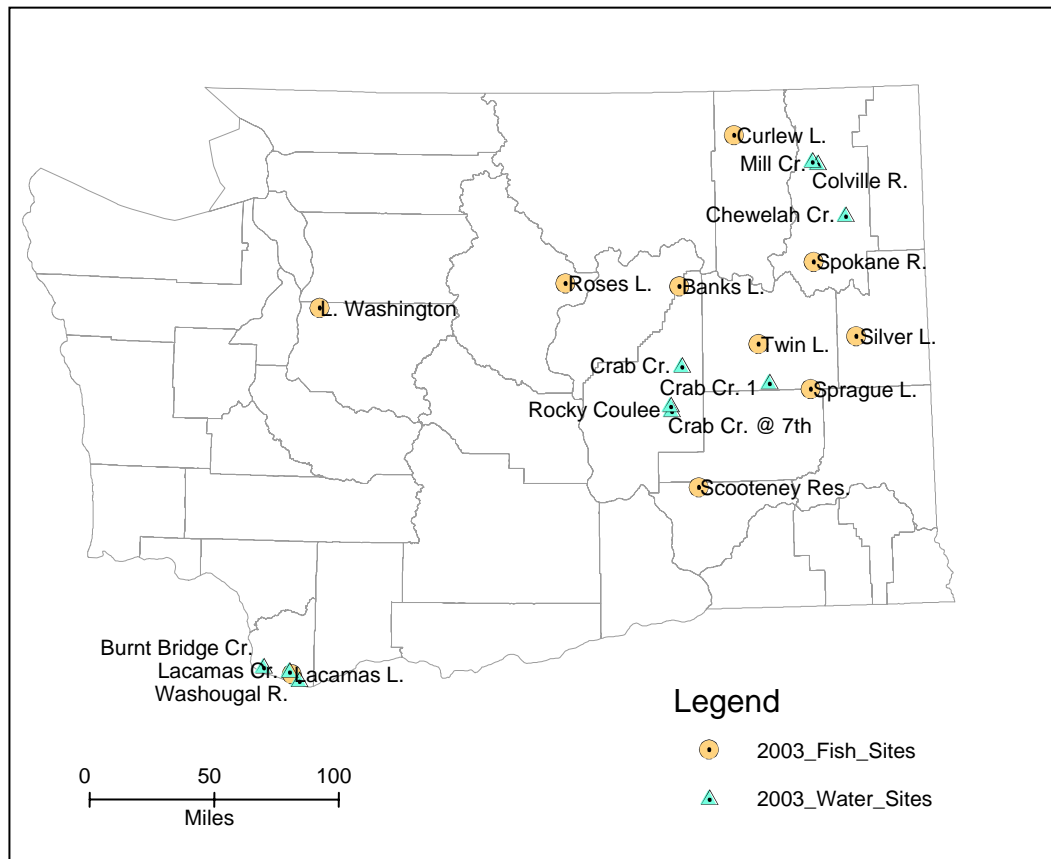 Curlew L.
Mill Cr.
Colville R.
Chewelah Cr.
Spokane R.
Roses L.
Banks L.
L. Washington
Silver L.
Twin L.
Crab Cr.
Crab Cr. 1
Sprague L.
Rocky Coulee
Crab Cr. @ 7th
Scooteney Res.
Burnt Bridge Cr.
Lacamas Cr.
Lacamas L.
Washougal R.
Legend
2003_Fish_Sites
2003_Water_Sites
0 50 100
Miles